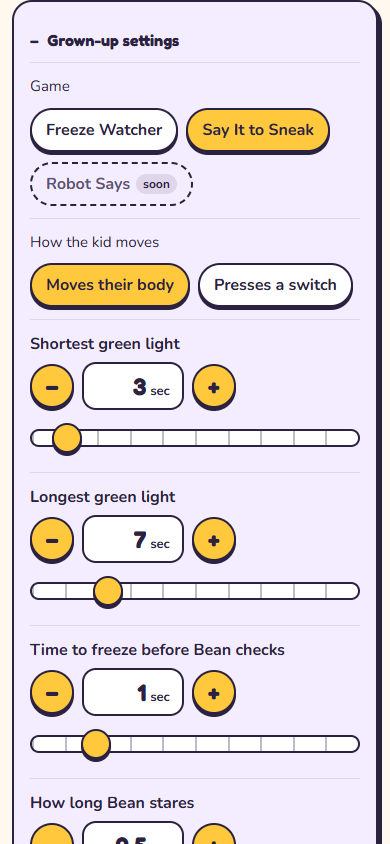 – Grown-up settings
Game
Freeze Watcher
Say It to Sneak
Robot Says soon
How the kid moves
Moves their body
Presses a switch
Shortest green light
– 3 sec +
Longest green light
– 7 sec +
Time to freeze before Bean checks
– 1 sec +
How long Bean stares